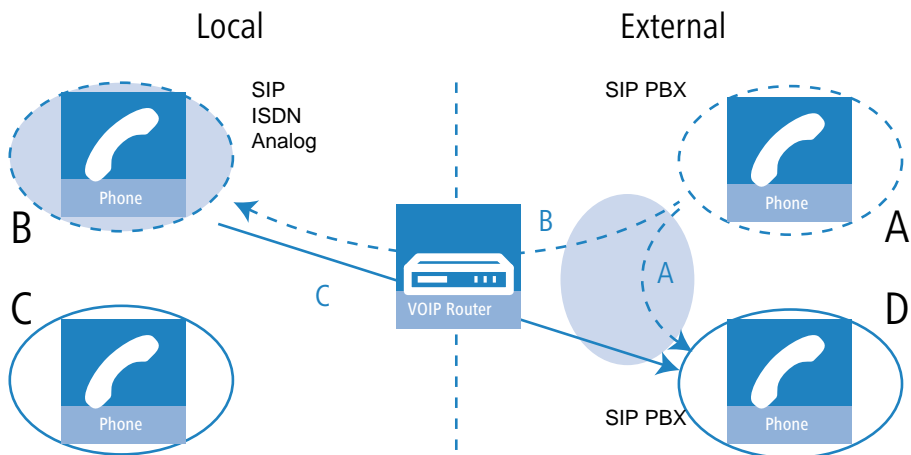 Local
External
SIP
ISDN
Analog
SIP PBX
Phone
Phone
B
A
B
A
C
VOIP Router
C
D
Phone
SIP PBX
Phone